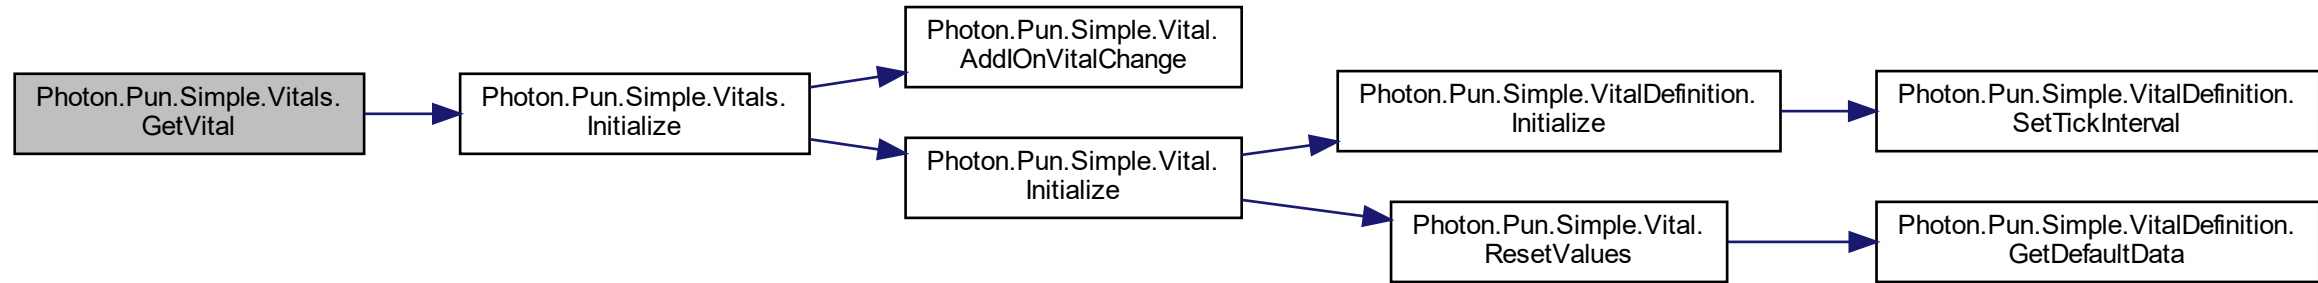 Photon.Pun.Simple.Vitals.
GetVital
Photon.Pun.Simple.Vitals.
Initialize
Photon.Pun.Simple.Vital.
AddIOnVitalChange
Photon.Pun.Simple.Vital.
Initialize
Photon.Pun.Simple.VitalDefinition.
Initialize
Photon.Pun.Simple.VitalDefinition.
SetTickInterval
Photon.Pun.Simple.Vital.
ResetValues
Photon.Pun.Simple.VitalDefinition.
GetDefaultData